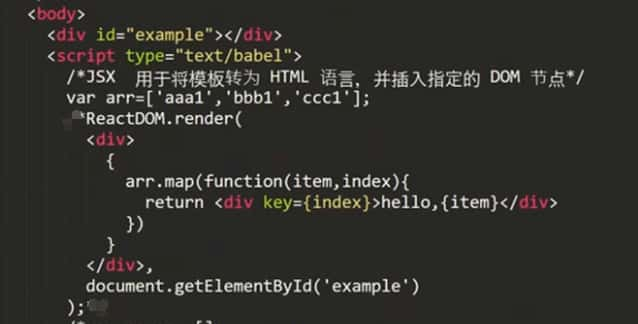 <body>
<div id="example"></div>
<script type="text/babel">
/*JSX 用于将模板转为 HTML 语言，并插入指定的 DOM 节点*/
var arr=['aaa1','bbb1','ccc1'];
ReactDOM.render(
<div>
{
arr.map(function(item,index){
return <div key={index}>hello,{item}</div>
})
}
</div>,
document.getElementById('example')
);